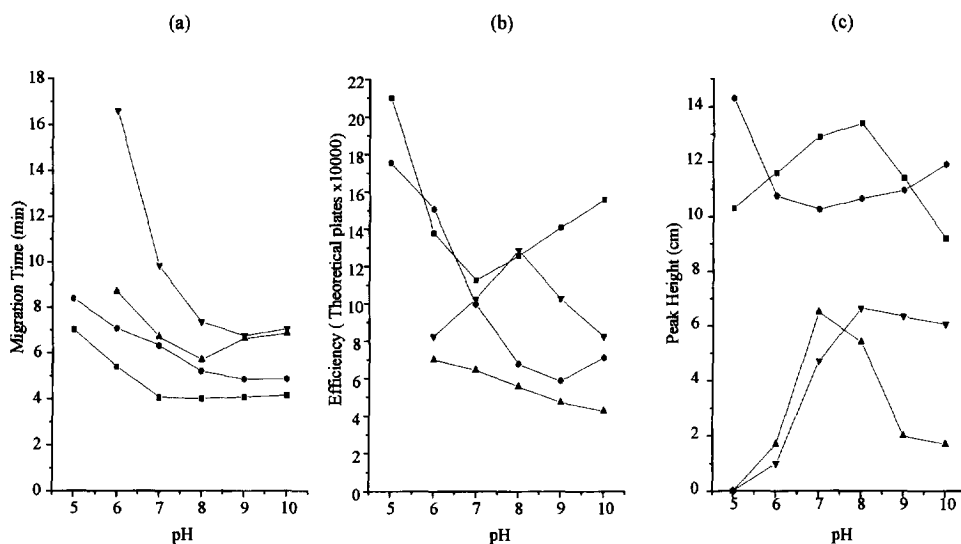 (a)
(b)
(c)
18
16
14
12
10
8
6
4
2
0
Migration Time (min)
5 6 7 8 9 10
pH
22
20
18
16
14
12
10
8
6
4
2
0
Efficiency ( Theoretical plates x10000)
5 6 7 8 9 10
pH
14
12
10
8
6
4
2
0
Peak Height (cm)
5 6 7 8 9 10
pH